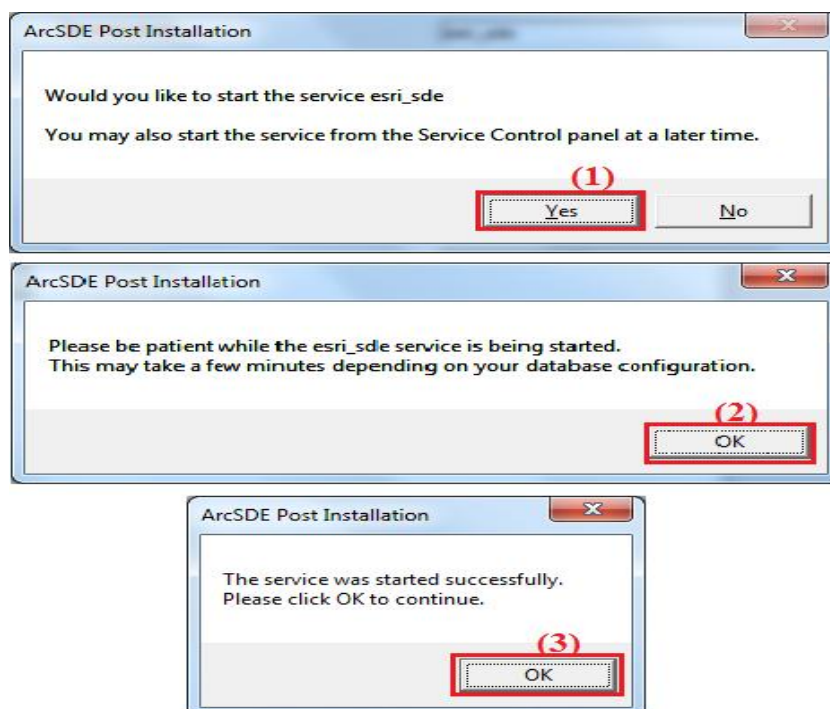 ArcSDE Post Installation
Would you like to start the service esri_sde
You may also start the service from the Service Control panel at a later time.
(1)
Yes No
ArcSDE Post Installation
Please be patient while the esri_sde service is being started.
This may take a few minutes depending on your database configuration.
(2)
OK
ArcSDE Post Installation
The service was started successfully.
Please click OK to continue.
(3)
OK